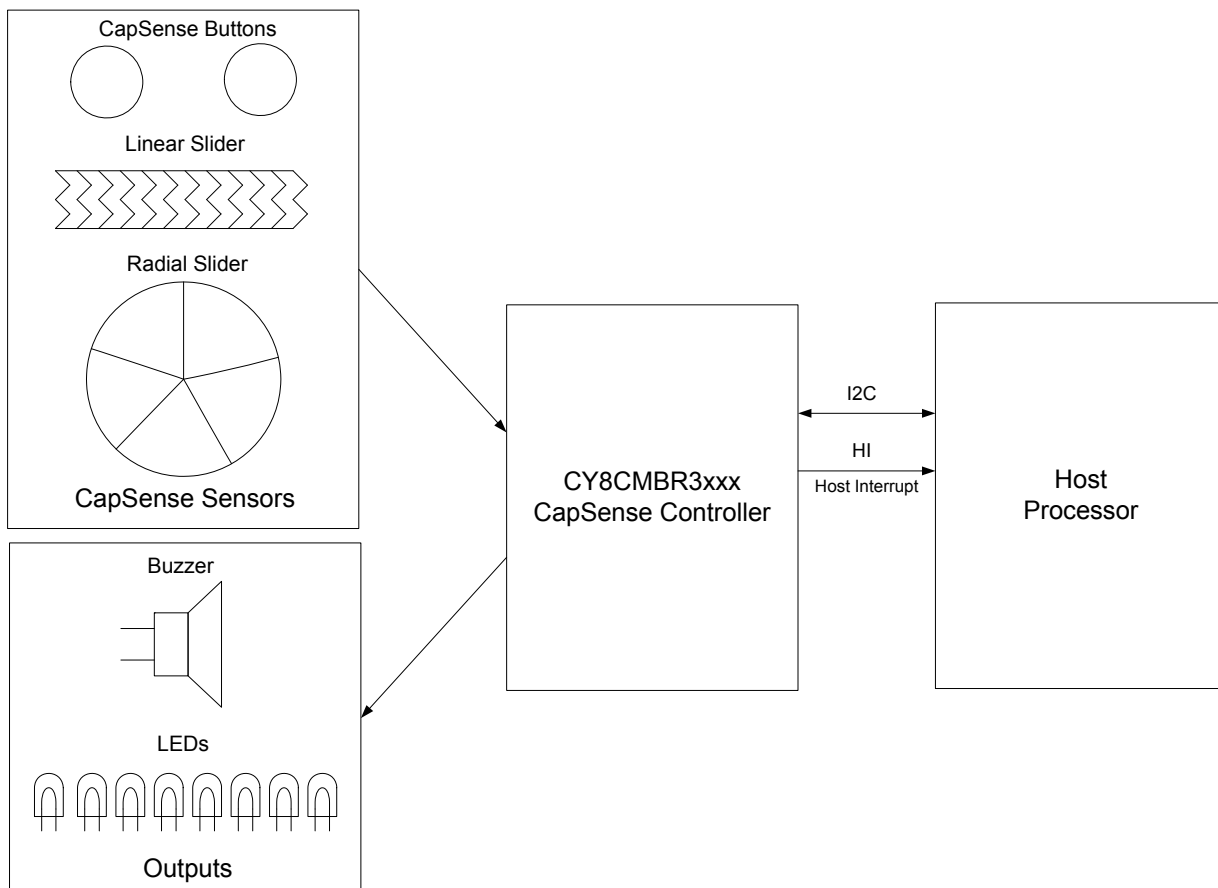 CapSense Buttons
Linear Slider
Radial Slider
CapSense Sensors
Buzzer
LEDs
Outputs
CY8CMBR3xxx
CapSense Controller
I2C
HI
Host Interrupt
Host
Processor